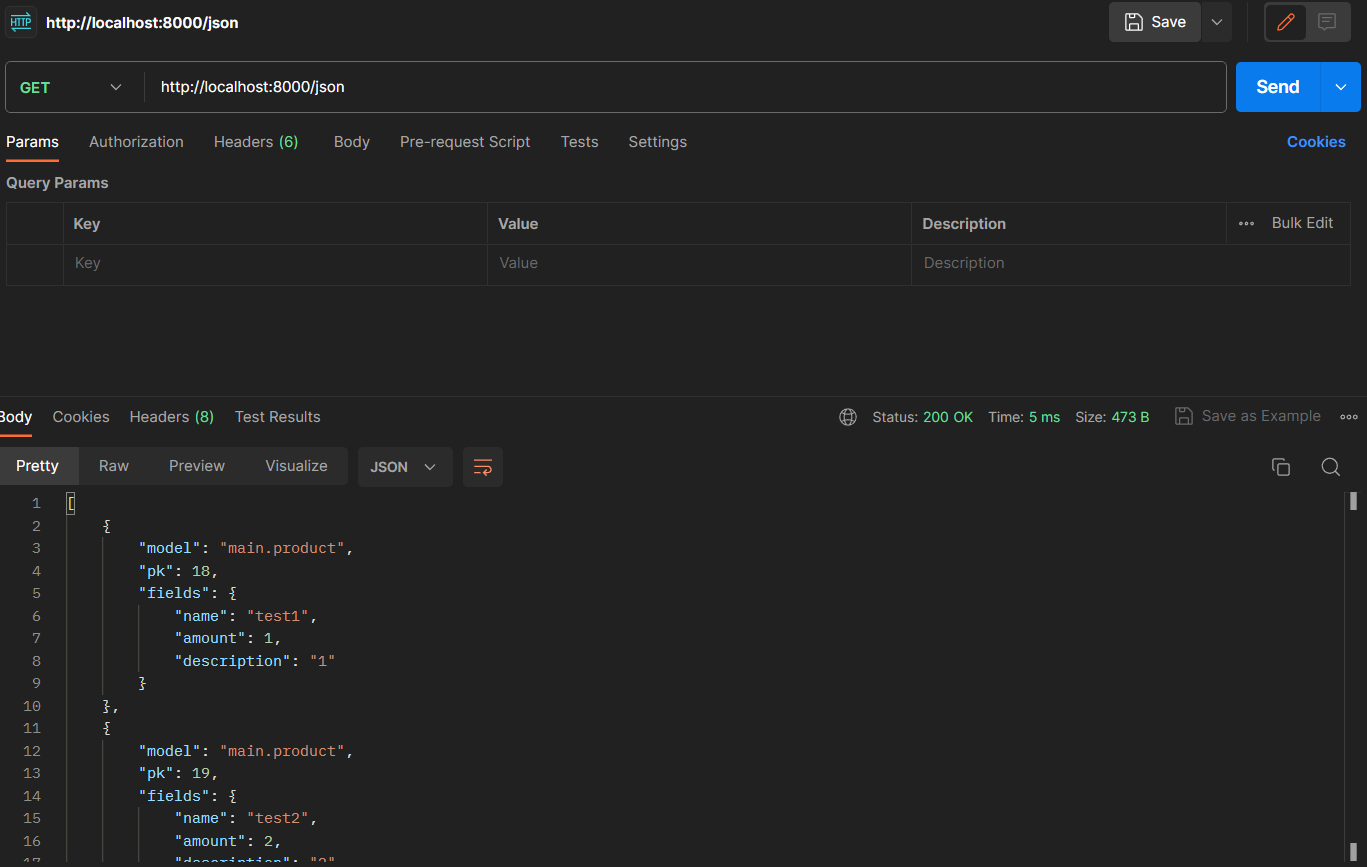 HTTP http://localhost:8000/json Save
GET http://localhost:8000/json Send
Params Authorization Headers (6) Body Pre-request Script Tests Settings Cookies
Query Params
Key Value Description Bulk Edit
Key Value Description
Body Cookies Headers (8) Test Results Status: 200 OK Time: 5 ms Size: 473 B Save as Example
Pretty Raw Preview Visualize JSON
1 [
2 {
3 "model": "main.product",
4 "pk": 18,
5 "fields": {
6 "name": "test1",
7 "amount": 1,
8 "description": "1"
9 }
10 },
11 {
12 "model": "main.product",
13 "pk": 19,
14 "fields": {
15 "name": "test2",
16 "amount": 2,
17 "description": "2"